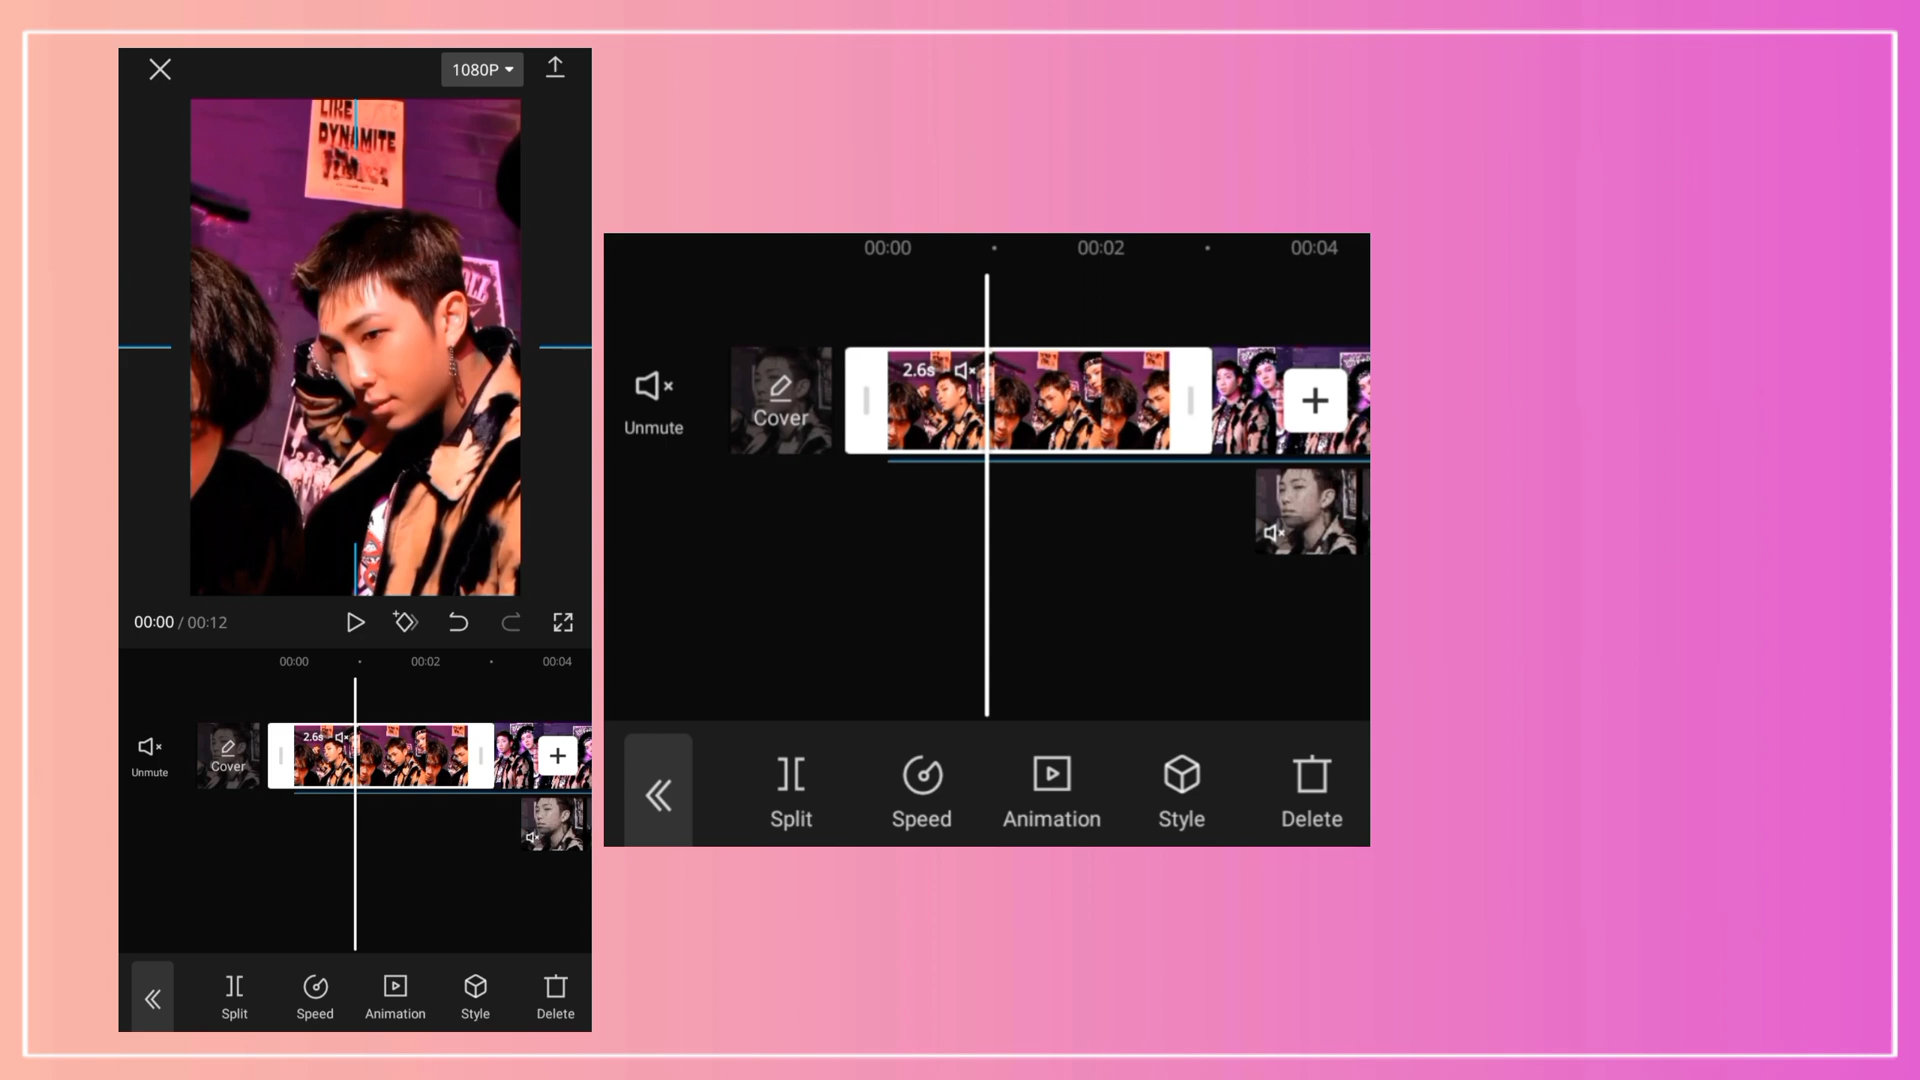 1080P
LIKE
DYNAMITE
00:00 / 00:12
00:00 00:02 00:04
2.6s
Unmute
Cover
Split Speed Animation Style Delete
00:00 00:02 00:04
2.6s
Unmute
Cover
Split Speed Animation Style Delete